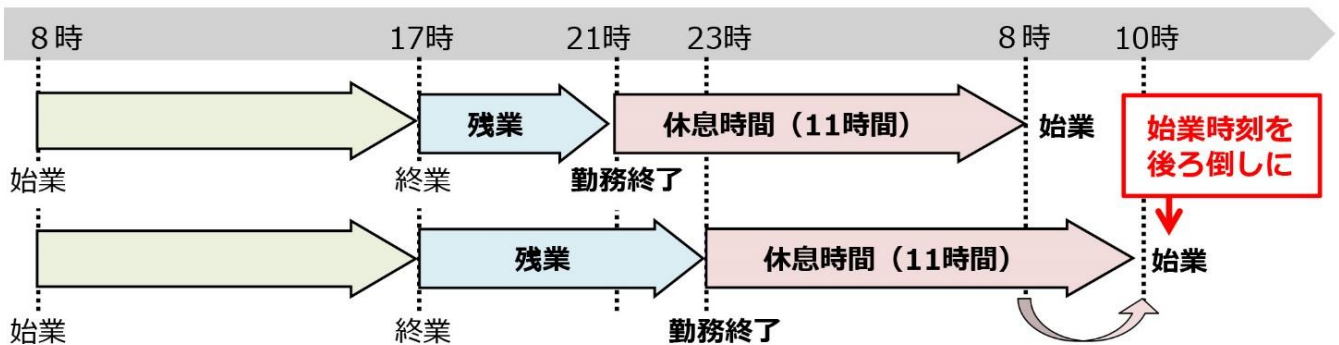 8時 17時 21時 23時 8時 10時
残業 休息時間（11時間） 始業
始業時刻を
後ろ倒しに
始業 終業 勤務終了
残業 休息時間（11時間） 始業
始業 終業 勤務終了